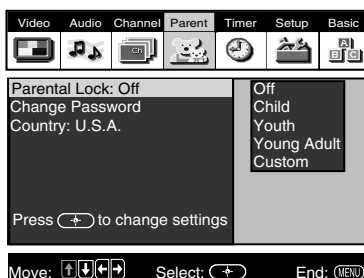 Video Audio Channel Parent Timer Setup Basic
Ch
A
B C
Parental Lock: Off
Change Password
Country: U.S.A.
Press to change settings
Off
Child
Youth
Young Adult
Custom
Move: Select: End: MENU